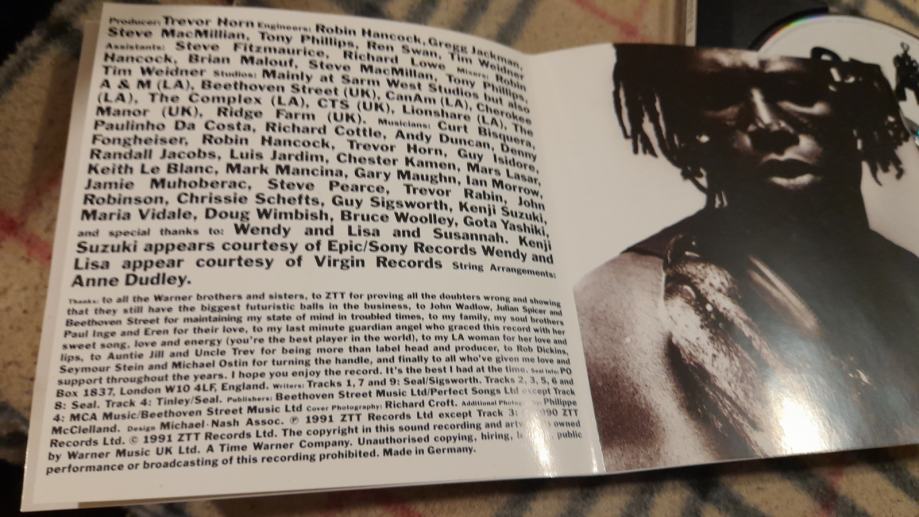 Producer: Trevor Horn Engineers: Robin Hancock, Gregg Jackman,
Steve MacMillian, Tony Phillips, Ren Swan, Tim Weidner
Assistants: Steve Fitzmaurice, Richard Lowe Mixers: Robin
Hancock, Brian Malouf, Steve MacMillan, Tony Phillips,
Tim Weidner Studios: Mainly at Sarm West Studios but also
A & M (LA), Beethoven Street (UK), CanAm (LA), Cherokee
(LA), The Complex (LA), CTS (UK), Lionshare (LA), The
Manor (UK), Ridge Farm (UK). Musicians: Curt Bisquera,
Paulinho Da Costa, Richard Cottle, Andy Duncan, Denny
Fongheiser, Robin Hancock, Trevor Horn, Guy Isidore,
Randall Jacobs, Luis Jardim, Chester Kamen, Mars Lasar,
Keith Le Blanc, Mark Mancina, Gary Maughn, Ian Morrow,
Jamie Muhoberac, Steve Pearce, Trevor Rabin, John
Robinson, Chrissie Schefts, Guy Sigsworth, Kenji Suzuki,
Maria Vidale, Doug Wimbish, Bruce Woolley, Gota Yashiki,
and special thanks to: Wendy and Lisa and Susannah. Kenji
Suzuki appears courtesy of Epic/Sony Records Wendy and
Lisa appear courtesy of Virgin Records String Arrangements:
Anne Dudley.
Thanks: to all the Warner brothers and sisters, to ZTT for proving all the doubters wrong and showing
that they still have the biggest futuristic balls in the business, to John Wadlow, Julian Spicer and
Beethoven Street for maintaining my state of mind in troubled times, to my family, my soul brothers
Paul Inge and Eren for their love, to my last minute guardian angel who graced this record with her
sweet song, love and energy (you're the best player in the world), to my LA woman for her love and
lips, to Auntie Jill and Uncle Trev for being more than label head and producer, to Rob Dickins,
Seymour Stein and Michael Ostin for turning the handle, and finally to all who've given me love and
support throughout the years. I hope you enjoy the record. It's the best I had at the time. Seal Info: PO
Box 1837, London W10 4LF, England. Writers: Tracks 1, 7 and 9: Seal/Sigsworth. Tracks 2, 3, 5, 6 and
8: Seal. Track 4: Tinley/Seal. Publishers: Beethoven Street Music Ltd/Perfect Songs Ltd except Track
4: MCA Music/Beethoven Street Music Ltd Cover Photography: Richard Croft. Additional Philippe
McClelland. Design Michael·Nash Assoc. ℗ 1991 ZTT Records Ltd except Track 3: ZTT
Records Ltd. © 1991 ZTT Records Ltd. The copyright in this sound recording and owned
by Warner Music UK Ltd. A Time Warner Company. Unauthorised copying, hiring, public
performance or broadcasting of this recording prohibited. Made in Germany.